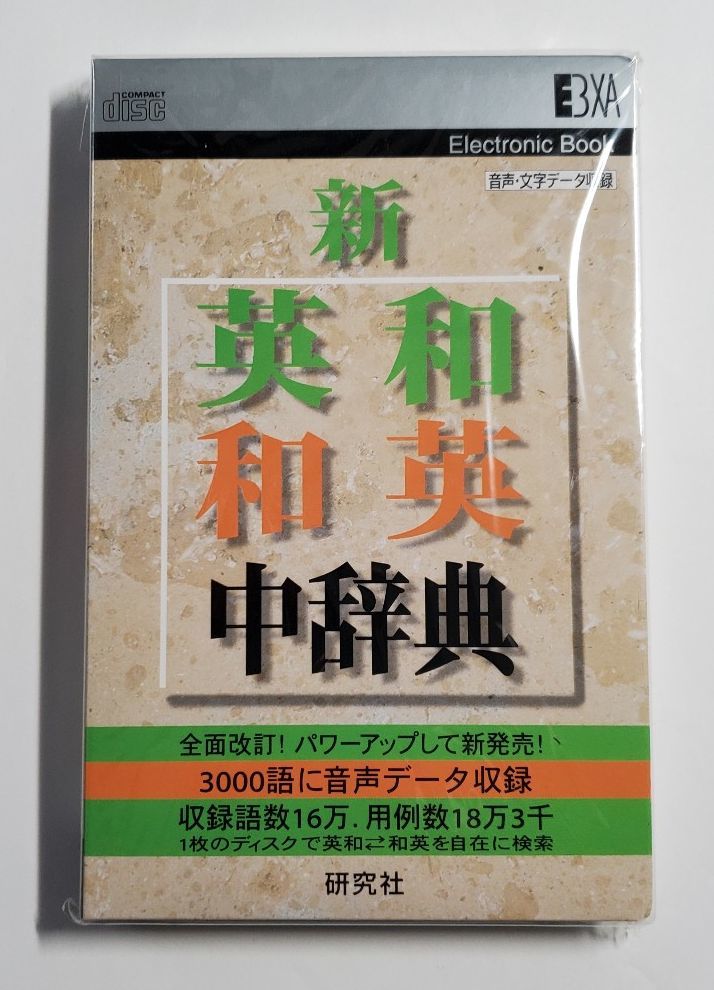 COMPACT
disc
EBXA
Electronic Book
音声・文字データ収録
新
英和
和英
中辞典
全面改訂！パワーアップして新発売！
3000語に音声データ収録
収録語数16万．用例数18万3千
1枚のディスクで英和⇄和英を自在に検索
研究社